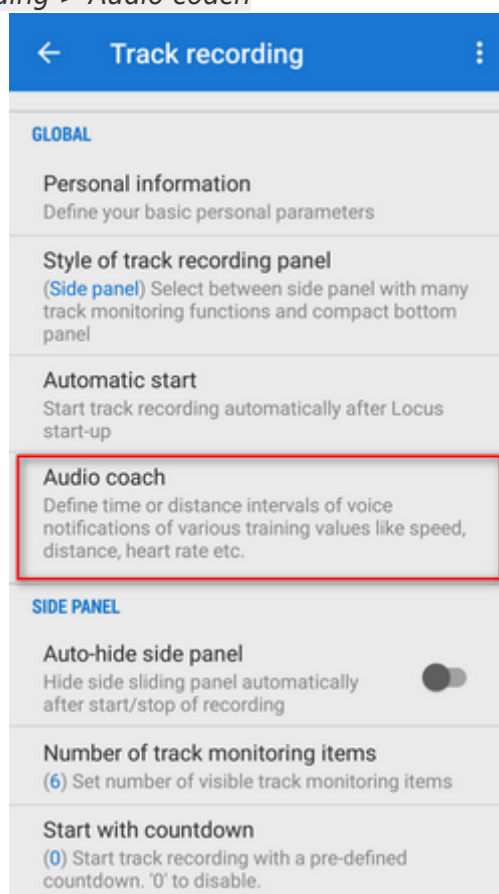 ding > Audio coach
Track recording
GLOBAL
Personal information
Define your basic personal parameters
Style of track recording panel
(Side panel) Select between side panel with many
track monitoring functions and compact bottom
panel
Automatic start
Start track recording automatically after Locus
start-up
Audio coach
Define time or distance intervals of voice
notifications of various training values like speed,
distance, heart rate etc.
SIDE PANEL
Auto-hide side panel
Hide side sliding panel automatically
after start/stop of recording
Number of track monitoring items
(6) Set number of visible track monitoring items
Start with countdown
(0) Start track recording with a pre-defined
countdown. '0' to disable.